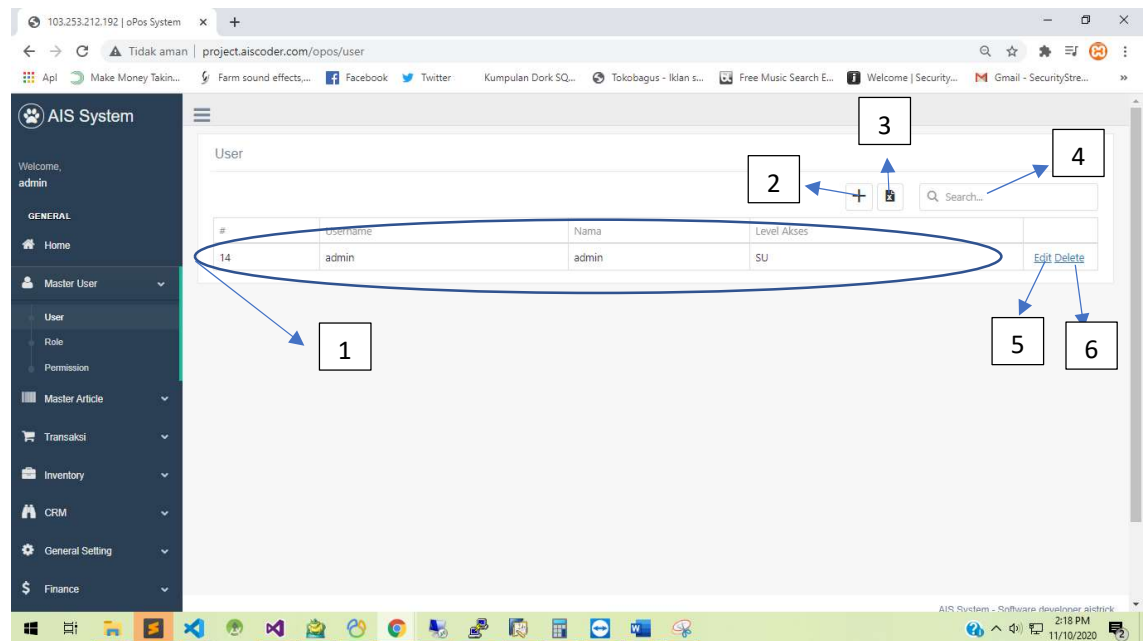 103.253.212.192 | oPos System
Tidak aman | project.aiscoder.com/opos/user
Apl Make Money Takin... Farm sound effects,... Facebook Twitter Kumpulan Dork SQ... Tokobagus - Iklan s... Free Music Search E... Welcome | Security... Gmail - SecurityStre... »
AIS System
Welcome,
admin
GENERAL
Home
Master User
User
Role
Permission
Master Article
Transaksi
Inventory
CRM
General Setting
Finance
User
2
3
4
Search...
# Username Nama Level Akses
14 admin admin SU Edit Delete
1
5
6
AIS System - Software developer aistrick
2:18 PM
11/10/2020
2